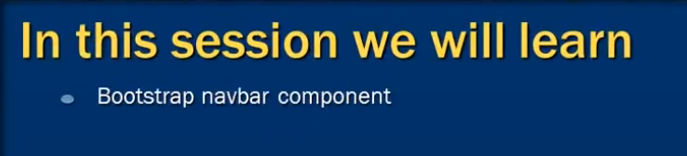 In this session we will learn
Bootstrap navbar component